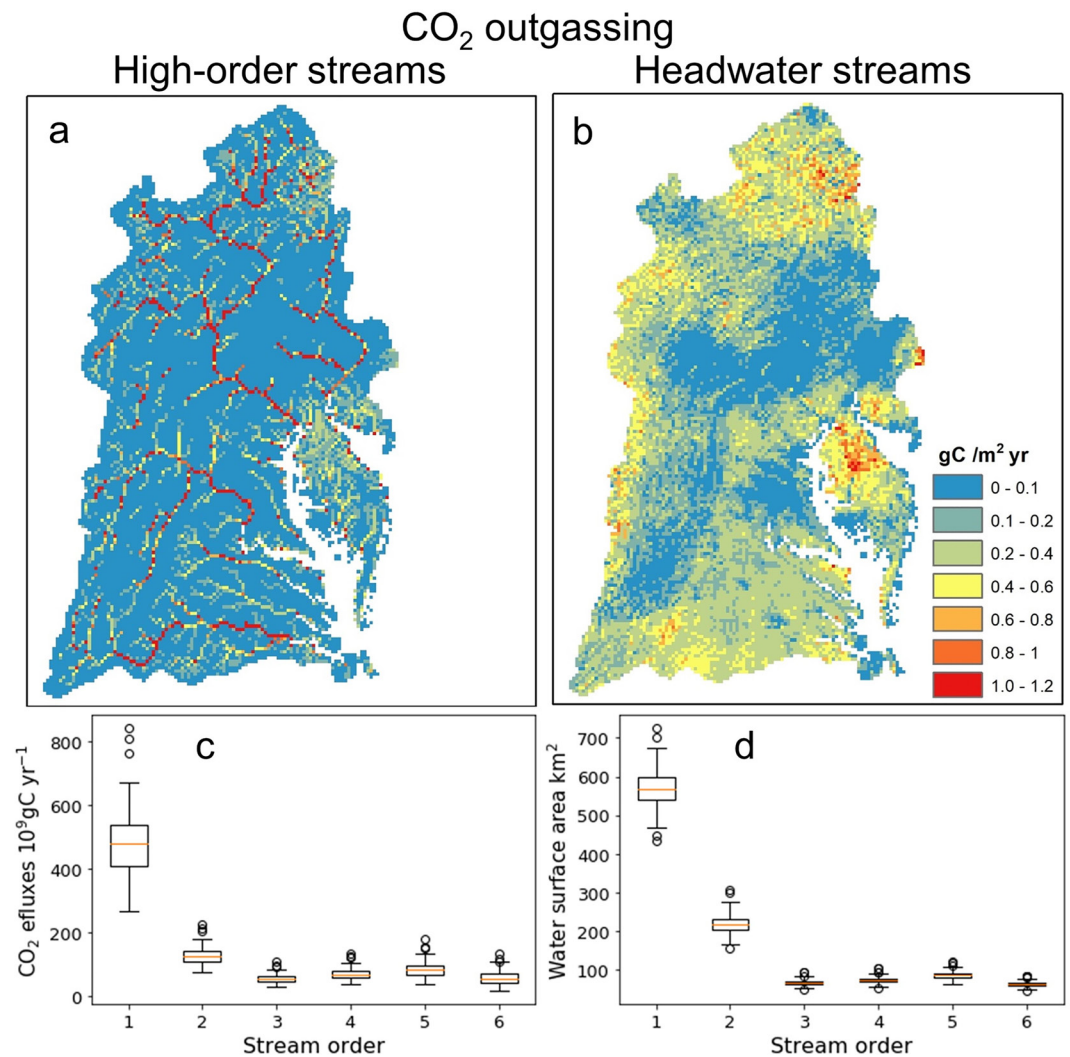 CO₂ outgassing
High-order streams
Headwater streams
a
b
gC /m² yr
0 - 0.1
0.1 - 0.2
0.2 - 0.4
0.4 - 0.6
0.6 - 0.8
0.8 - 1
1.0 - 1.2
c
CO₂ efluxes 10⁹gC yr⁻¹
800
600
400
200
0
1 2 3 4 5 6
Stream order
d
Water surface area km²
700
600
500
400
300
200
100
1 2 3 4 5 6
Stream order